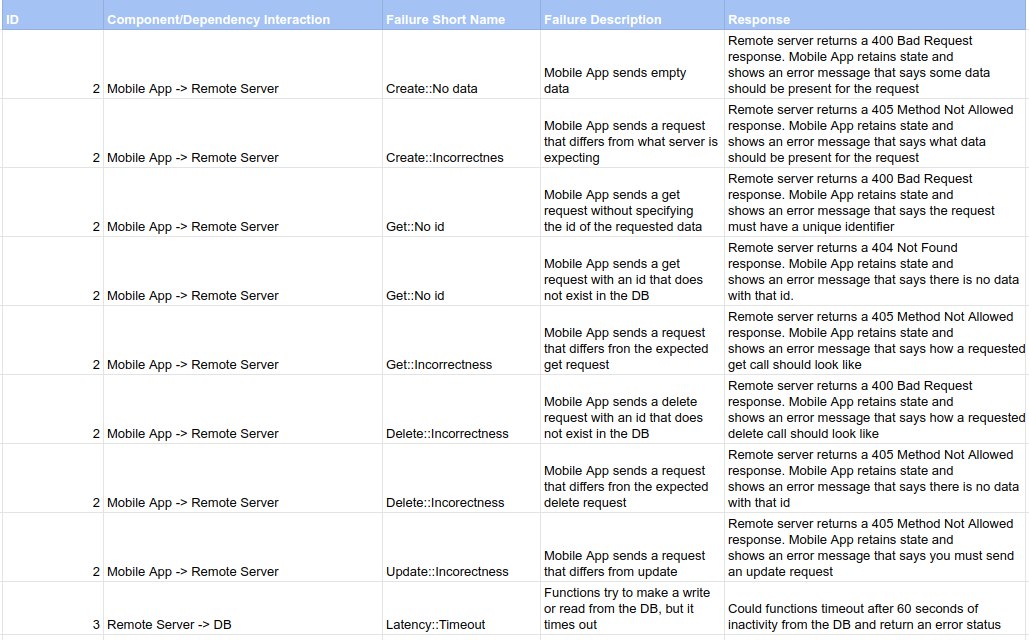 ID Component/Dependency Interaction Failure Short Name Failure Description Response
Remote server returns a 400 Bad Request
response. Mobile App retains state and
Mobile App sends empty shows an error message that says some data
2 Mobile App -> Remote Server Create::No data data should be present for the request
Remote server returns a 405 Method Not Allowed
Mobile App sends a request response. Mobile App retains state and
that differs from what server is shows an error message that says what data
2 Mobile App -> Remote Server Create::Incorrectnes expecting should be present for the request
Remote server returns a 400 Bad Request
Mobile App sends a get response. Mobile App retains state and
request without specifying shows an error message that says the request
2 Mobile App -> Remote Server Get::No id the id of the requested data must have a unique identifier
Remote server returns a 404 Not Found
Mobile App sends a get response. Mobile App retains state and
request with an id that does shows an error message that says there is no data
2 Mobile App -> Remote Server Get::No id not exist in the DB with that id.
Remote server returns a 405 Method Not Allowed
Mobile App sends a request response. Mobile App retains state and
that differs fron the expected shows an error message that says how a requested
2 Mobile App -> Remote Server Get::Incorrectness get request get call should look like
Remote server returns a 400 Bad Request
Mobile App sends a delete response. Mobile App retains state and
request with an id that does shows an error message that says how a requested
2 Mobile App -> Remote Server Delete::Incorrectness not exist in the DB delete call should look like
Remote server returns a 405 Method Not Allowed
Mobile App sends a request response. Mobile App retains state and
that differs fron the expected shows an error message that says there is no data
2 Mobile App -> Remote Server Delete::Incorectness delete request with that id
Remote server returns a 405 Method Not Allowed
response. Mobile App retains state and
Mobile App sends a request shows an error message that says you must send
2 Mobile App -> Remote Server Update::Incorectness that differs from update an update request
Functions try to make a write
or read from the DB, but it Could functions timeout after 60 seconds of
3 Remote Server -> DB Latency::Timeout times out inactivity from the DB and return an error status